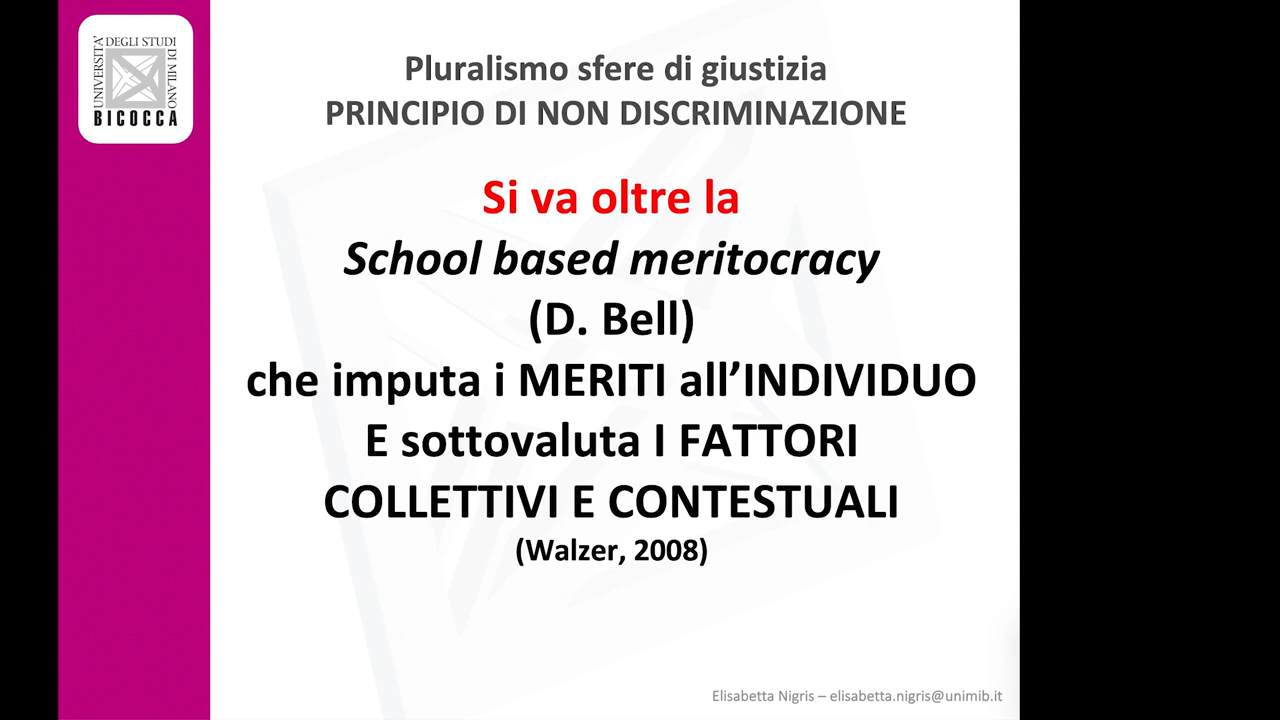 UNIVERSITA'
DEGLI STUDI
DI MILANO
BICOCCA
Pluralismo sfere di giustizia
PRINCIPIO DI NON DISCRIMINAZIONE
Si va oltre la
School based meritocracy
(D. Bell)
che imputa i MERITI all’INDIVIDUO
E sottovaluta I FATTORI
COLLETTIVI E CONTESTUALI
(Walzer, 2008)
Elisabetta Nigris – elisabetta.nigris@unimib.it